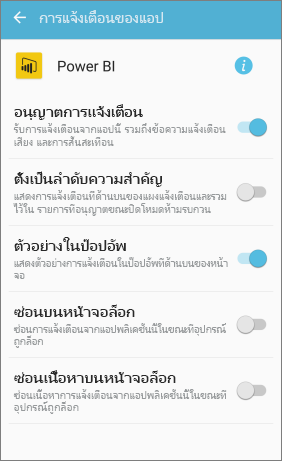 การแจ้งเตือนของแอป
Power BI
อนุญาตการแจ้งเตือน
รับการแจ้งเตือนจากแอปนี้ รวมถึงข้อความแจ้งเตือน
เสียง และการสั่นสะเทือน
ตั้งเป็นลำดับความสำคัญ
แสดงการแจ้งเตือนที่ด้านบนของแผงแจ้งเตือนและรวม
ไว้ใน รายการที่อนุญาตขณะปิดโหมดห้ามรบกวน
ตัวอย่างในป๊อปอัพ
แสดงตัวอย่างการแจ้งเตือนในป๊อปอัพที่ด้านบนของหน้า
จอ
ซ่อนบนหน้าจอล็อก
ซ่อนการแจ้งเตือนจากแอปพลิเคชันนี้ในขณะที่อุปกรณ์
ถูกล็อก
ซ่อนเนื้อหาบนหน้าจอล็อก
ซ่อนเนื้อหาการแจ้งเตือนจากแอปพลิเคชันนี้ในขณะที่
อุปกรณ์ถูกล็อก